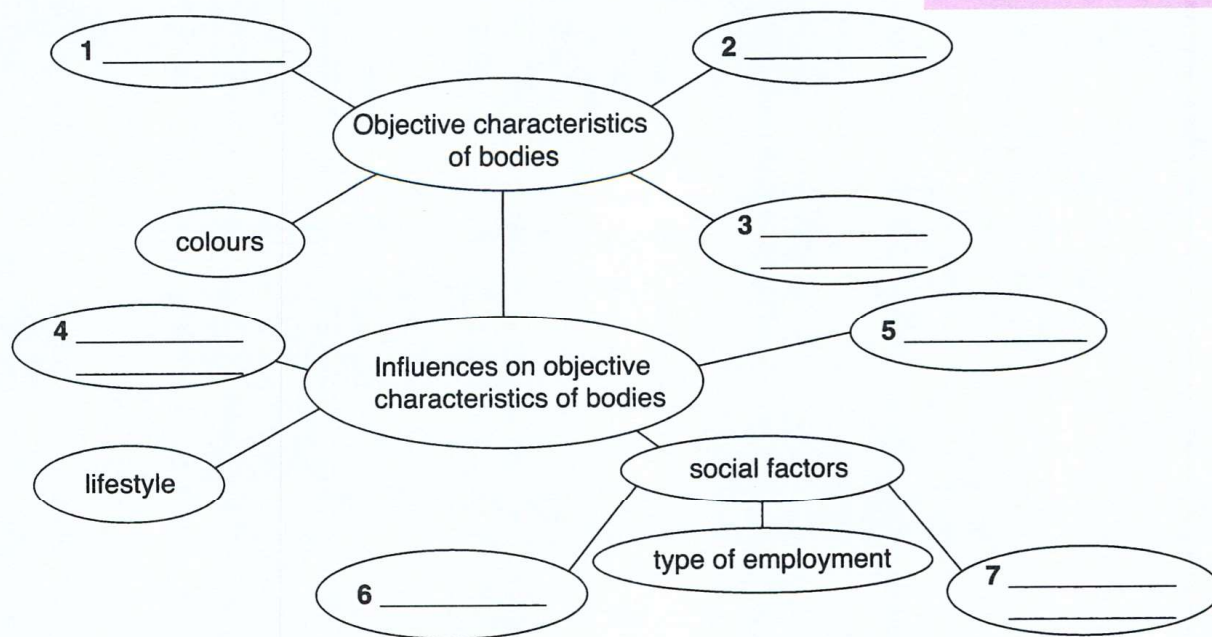 1
2
Objective characteristics
of bodies
colours
3
4
5
Influences on objective
characteristics of bodies
lifestyle
social factors
type of employment
6
7